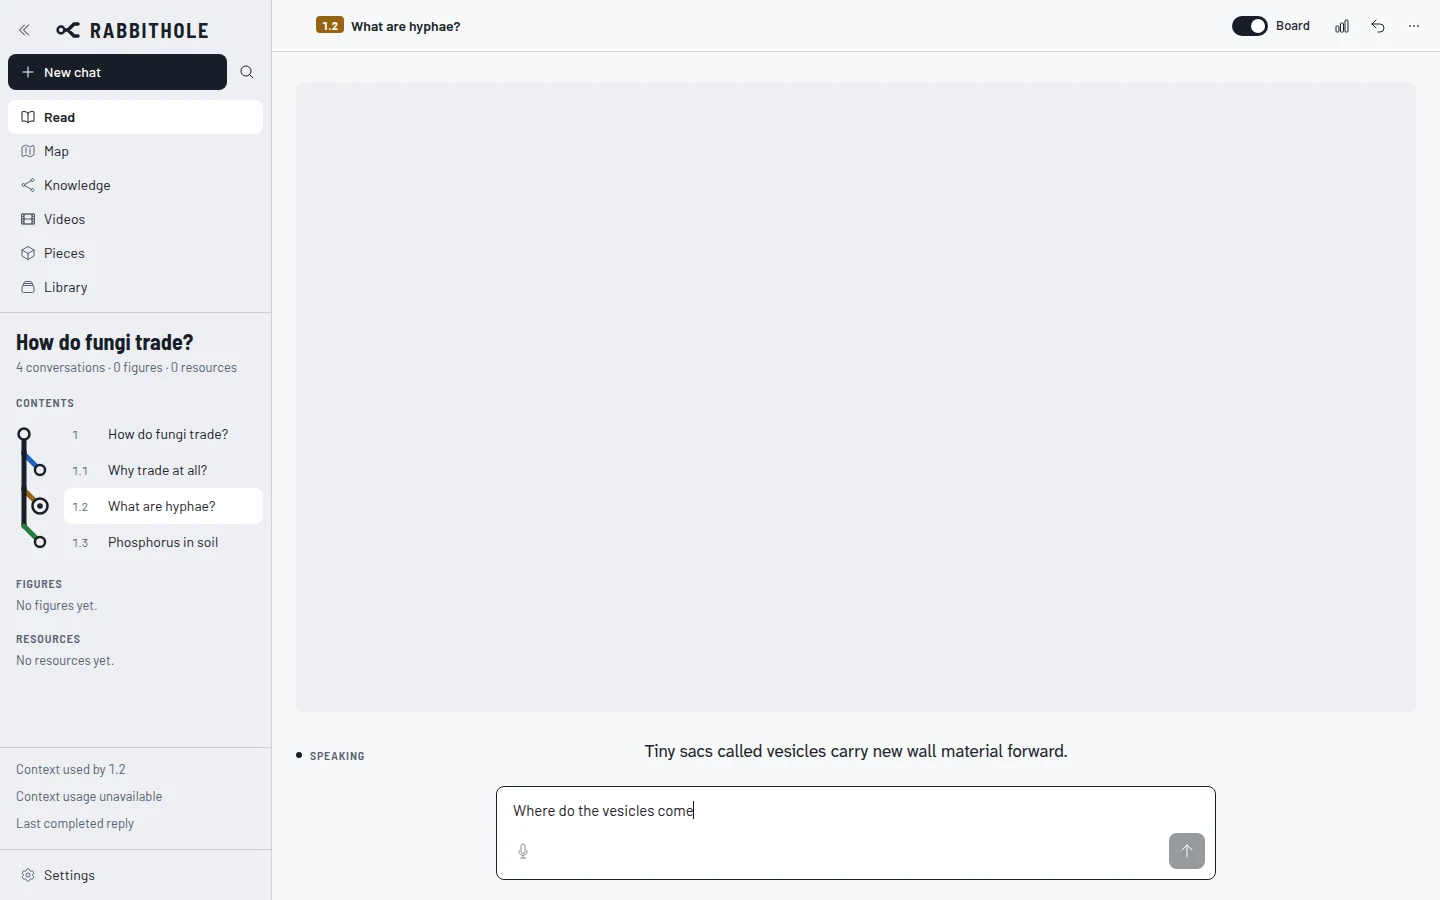 RABBITHOLE
New chat
Read
Map
Knowledge
Videos
Pieces
Library
How do fungi trade?
4 conversations · 0 figures · 0 resources
CONTENTS
1 How do fungi trade?
1.1 Why trade at all?
1.2 What are hyphae?
1.3 Phosphorus in soil
FIGURES
No figures yet.
RESOURCES
No resources yet.
Context used by 1.2
Context usage unavailable
Last completed reply
Settings
1.2 What are hyphae?
Board
SPEAKING
Tiny sacs called vesicles carry new wall material forward.
Where do the vesicles come